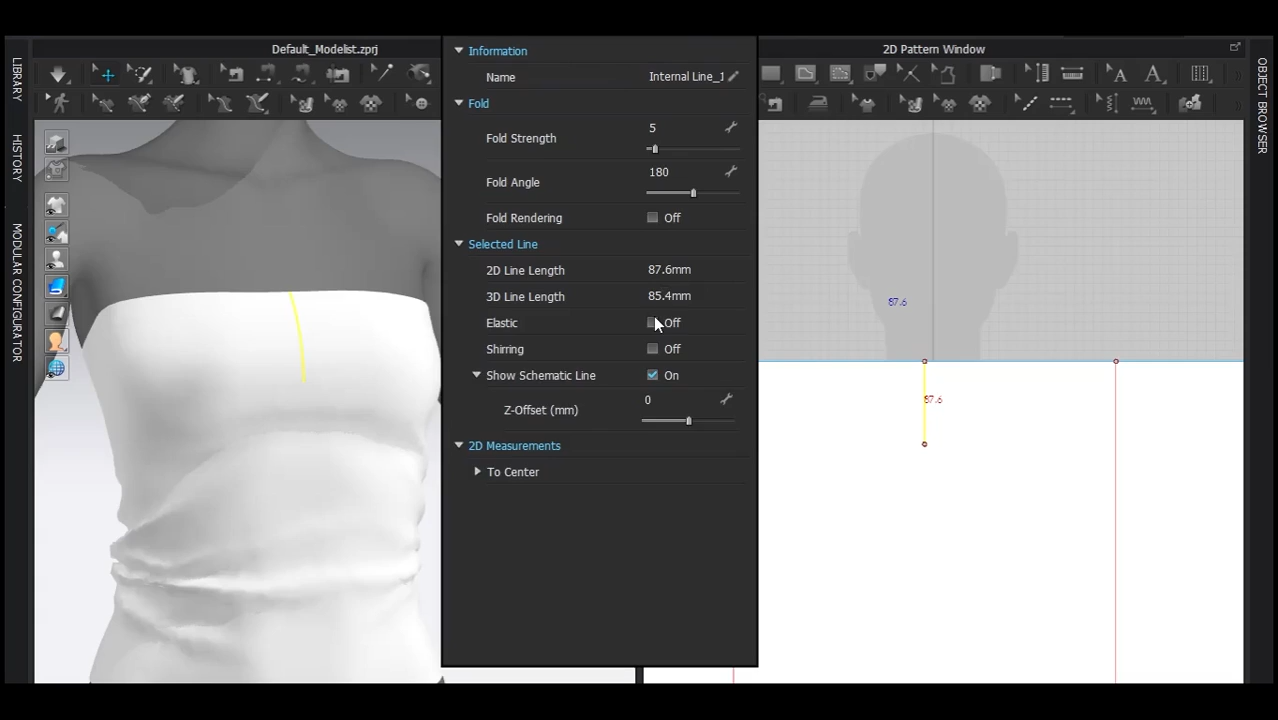 Default_Modelist.zprj
2D Pattern Window
LIBRARY
HISTORY
MODULAR CONFIGURATOR
OBJECT BROWSER
Information
Name Internal Line_1
Fold
Fold Strength 5
Fold Angle 180
Fold Rendering Off
Selected Line
2D Line Length 87.6mm
3D Line Length 85.4mm
Elastic Off
Shirring Off
Show Schematic Line On
Z-Offset (mm) 0
2D Measurements
To Center
87.6
87.6